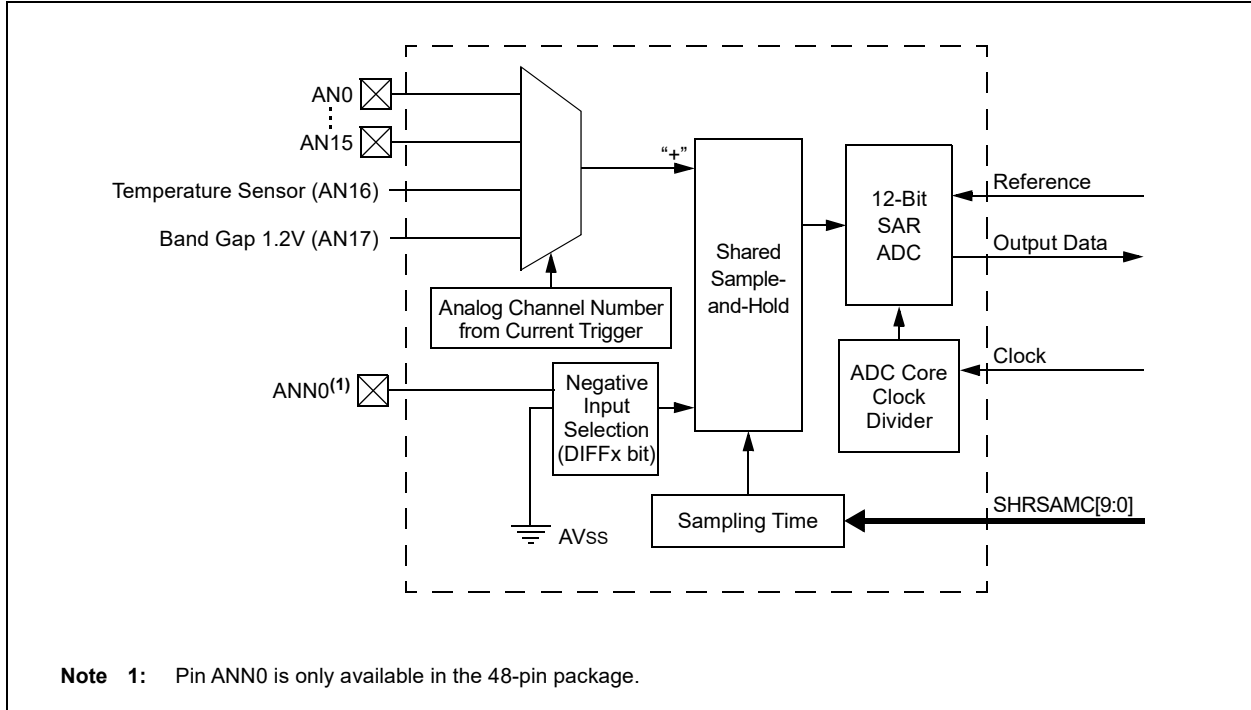 AN0
AN15
Temperature Sensor (AN16)
Band Gap 1.2V (AN17)
Analog Channel Number
from Current Trigger
"+"
Shared
Sample-
and-Hold
12-Bit
SAR
ADC
Reference
Output Data
ADC Core
Clock
Divider
Clock
ANN0(1)
Negative
Input
Selection
(DIFFx bit)
AVSS
Sampling Time
SHRSAMC[9:0]
Note 1: Pin ANN0 is only available in the 48-pin package.